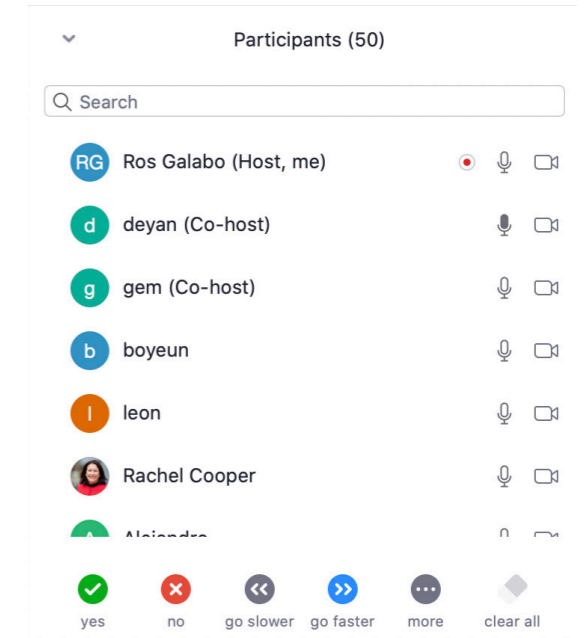 Participants (50)
Search
RG Ros Galabo (Host, me)
d deyan (Co-host)
g gem (Co-host)
b boyeun
l leon
Rachel Cooper
A Alejandro
yes no go slower go faster more clear all